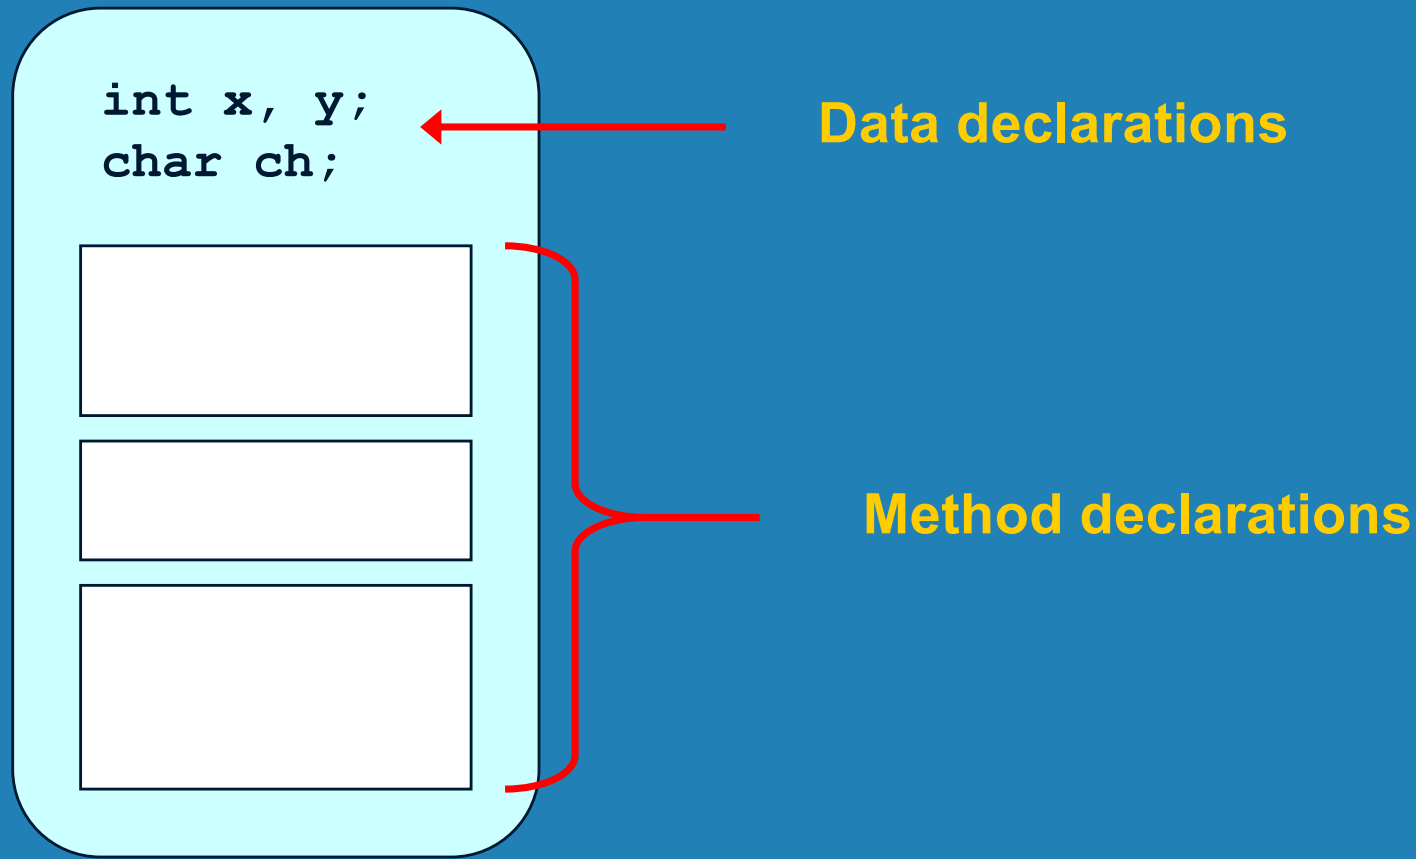 int x, y;
char ch;
Data declarations
Method declarations